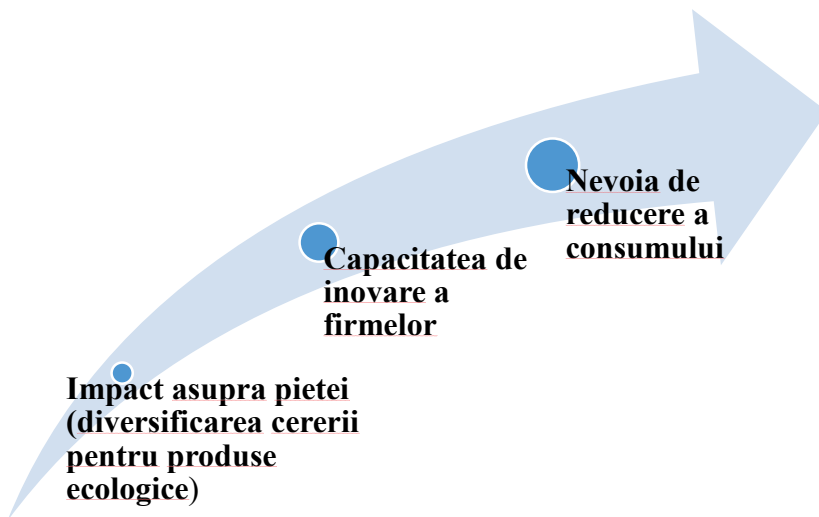 Nevoia de
reducere a
consumului
Capacitatea de
inovare a
firmelor
Impact asupra pietei
(diversificarea cererii
pentru produse
ecologice)